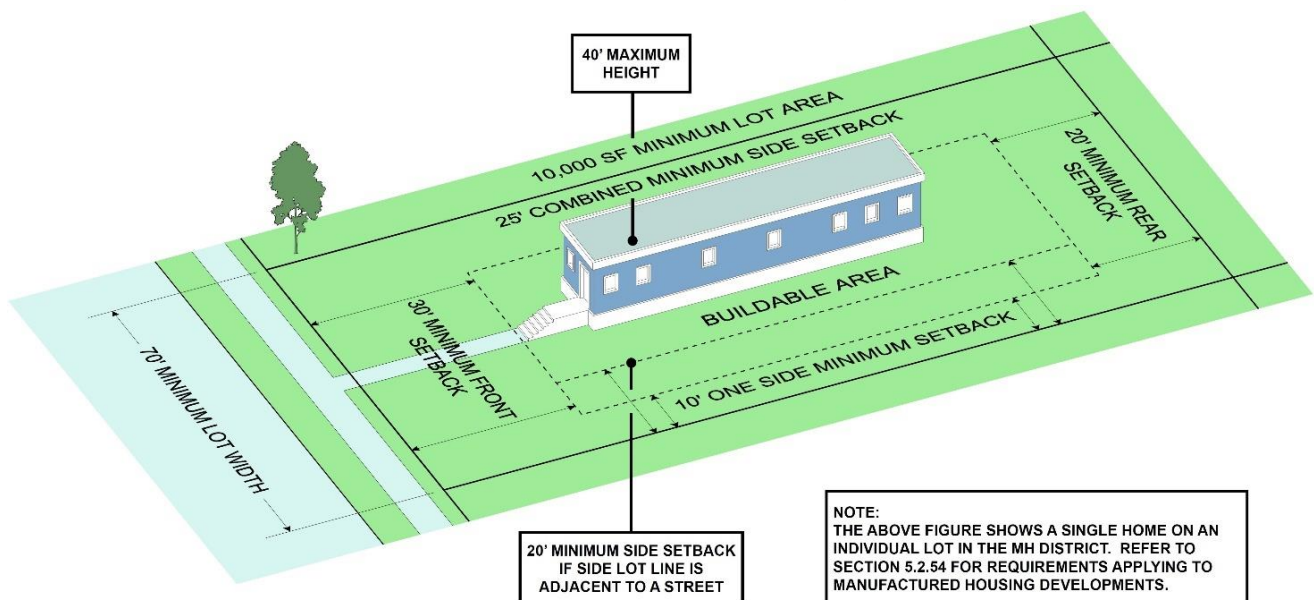 40' MAXIMUM
HEIGHT
10,000 SF MINIMUM LOT AREA
25' COMBINED MINIMUM SIDE SETBACK
20' MINIMUM REAR
SETBACK
BUILDABLE AREA
30' MINIMUM FRONT
SETBACK
10' ONE SIDE MINIMUM SETBACK
70' MINIMUM LOT WIDTH
20' MINIMUM SIDE SETBACK
IF SIDE LOT LINE IS
ADJACENT TO A STREET
NOTE:
THE ABOVE FIGURE SHOWS A SINGLE HOME ON AN
INDIVIDUAL LOT IN THE MH DISTRICT. REFER TO
SECTION 5.2.54 FOR REQUIREMENTS APPLYING TO
MANUFACTURED HOUSING DEVELOPMENTS.